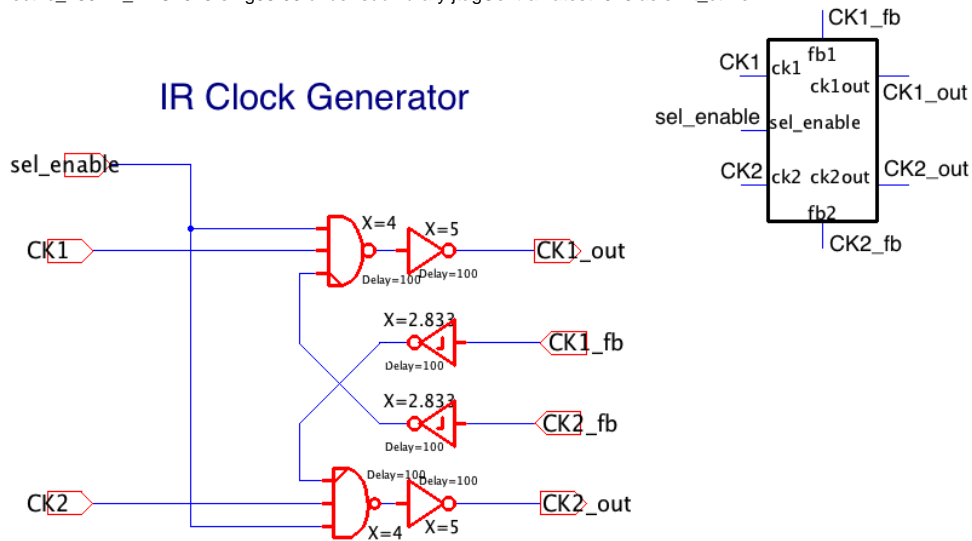 CK1_fb
CK1
ck1
fb1
ck1out
CK1_out
sel_enable
sel_enable
CK2
ck2
ck2out
CK2_out
fb2
CK2_fb
IR Clock Generator
sel_enable
X=4
X=5
CK1
CK1_out
Delay=100
Delay=100
X=2.833
CK1_fb
Delay=100
X=2.833
CK2_fb
Delay=100
Delay=100
Delay=100
CK2
CK2_out
X=4
X=5